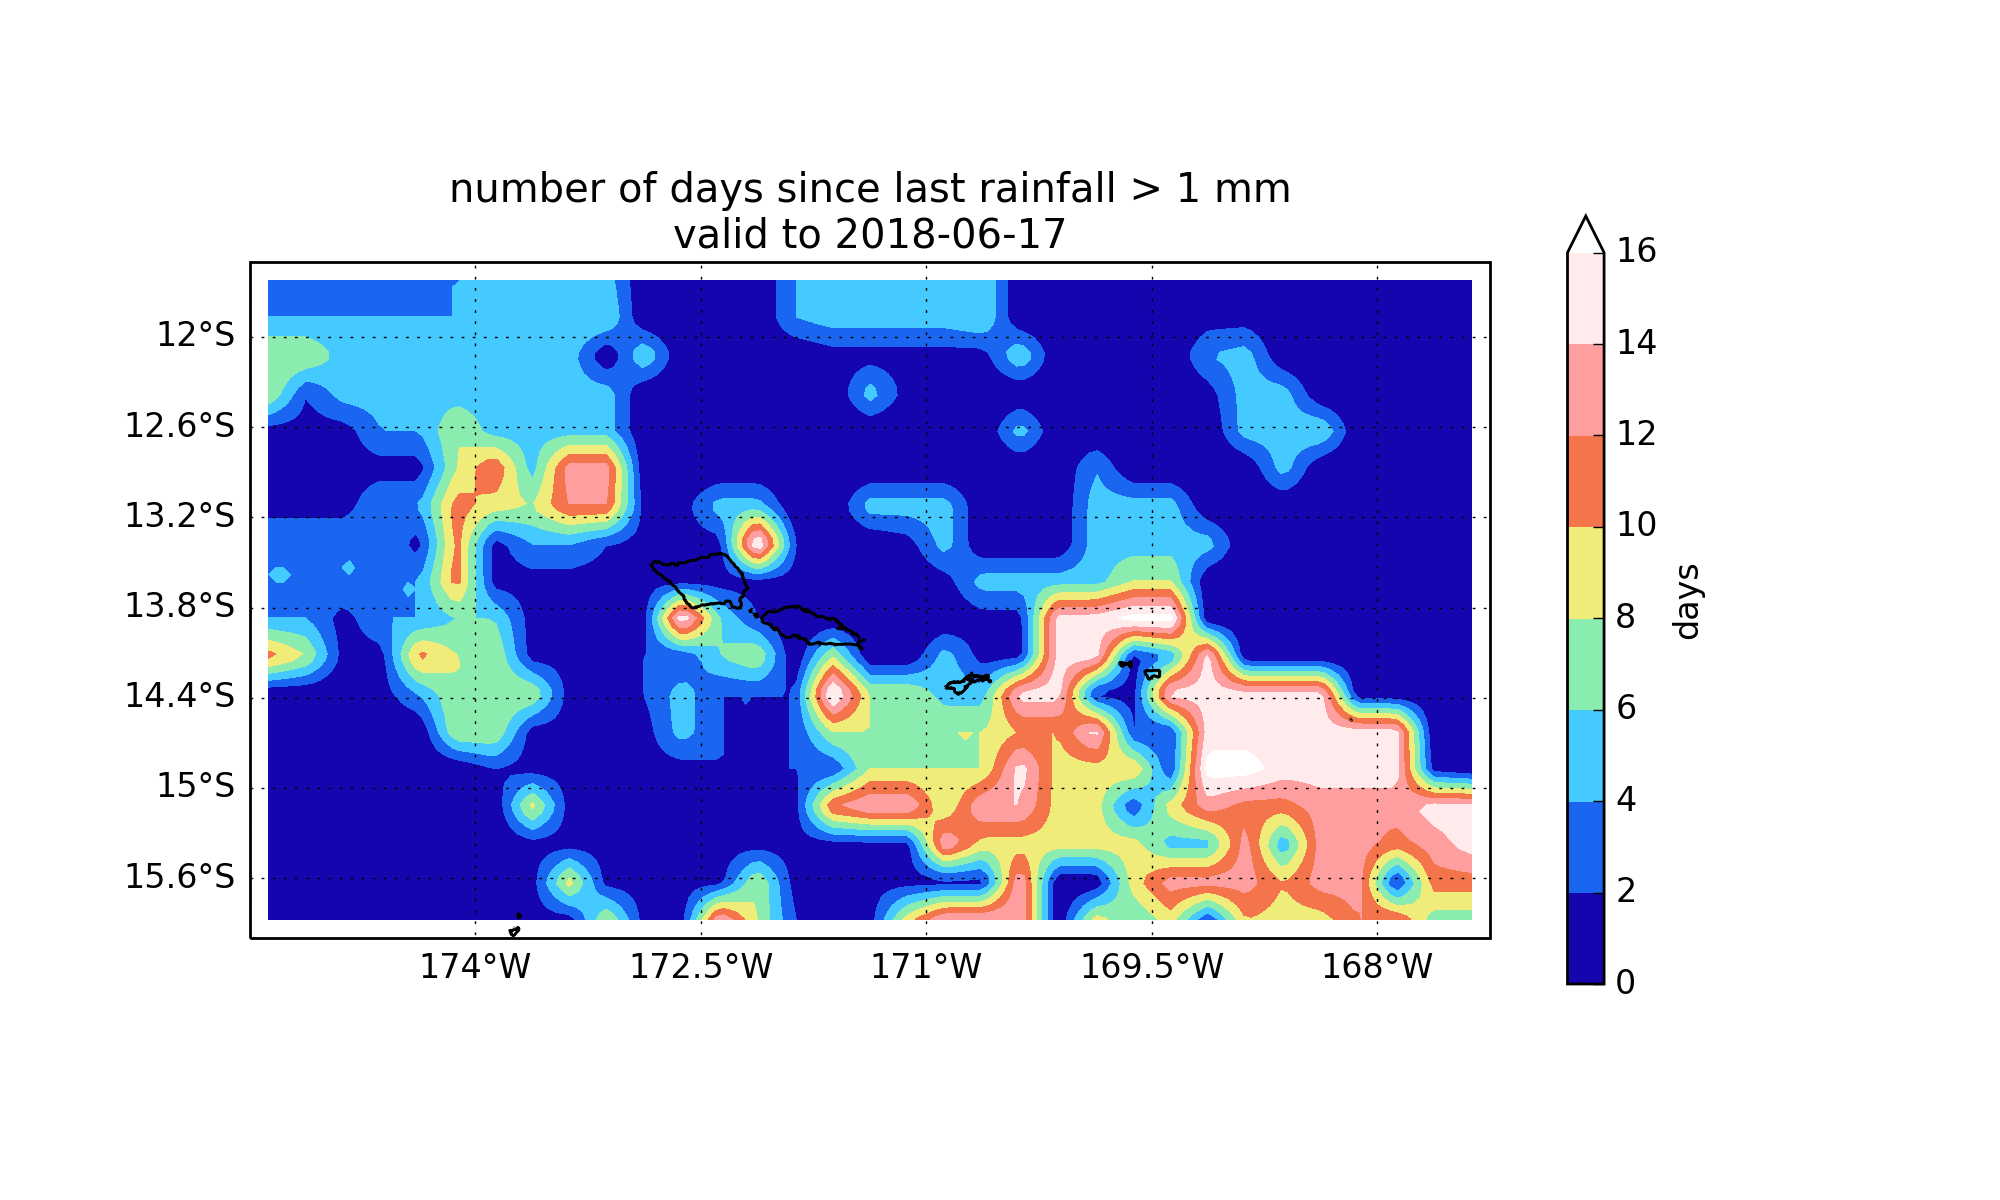 number of days since last rainfall > 1 mm
valid to 2018-06-17
12°S
12.6°S
13.2°S
13.8°S
14.4°S
15°S
15.6°S
174°W
172.5°W
171°W
169.5°W
168°W
16
14
12
10
8
6
4
2
0
days